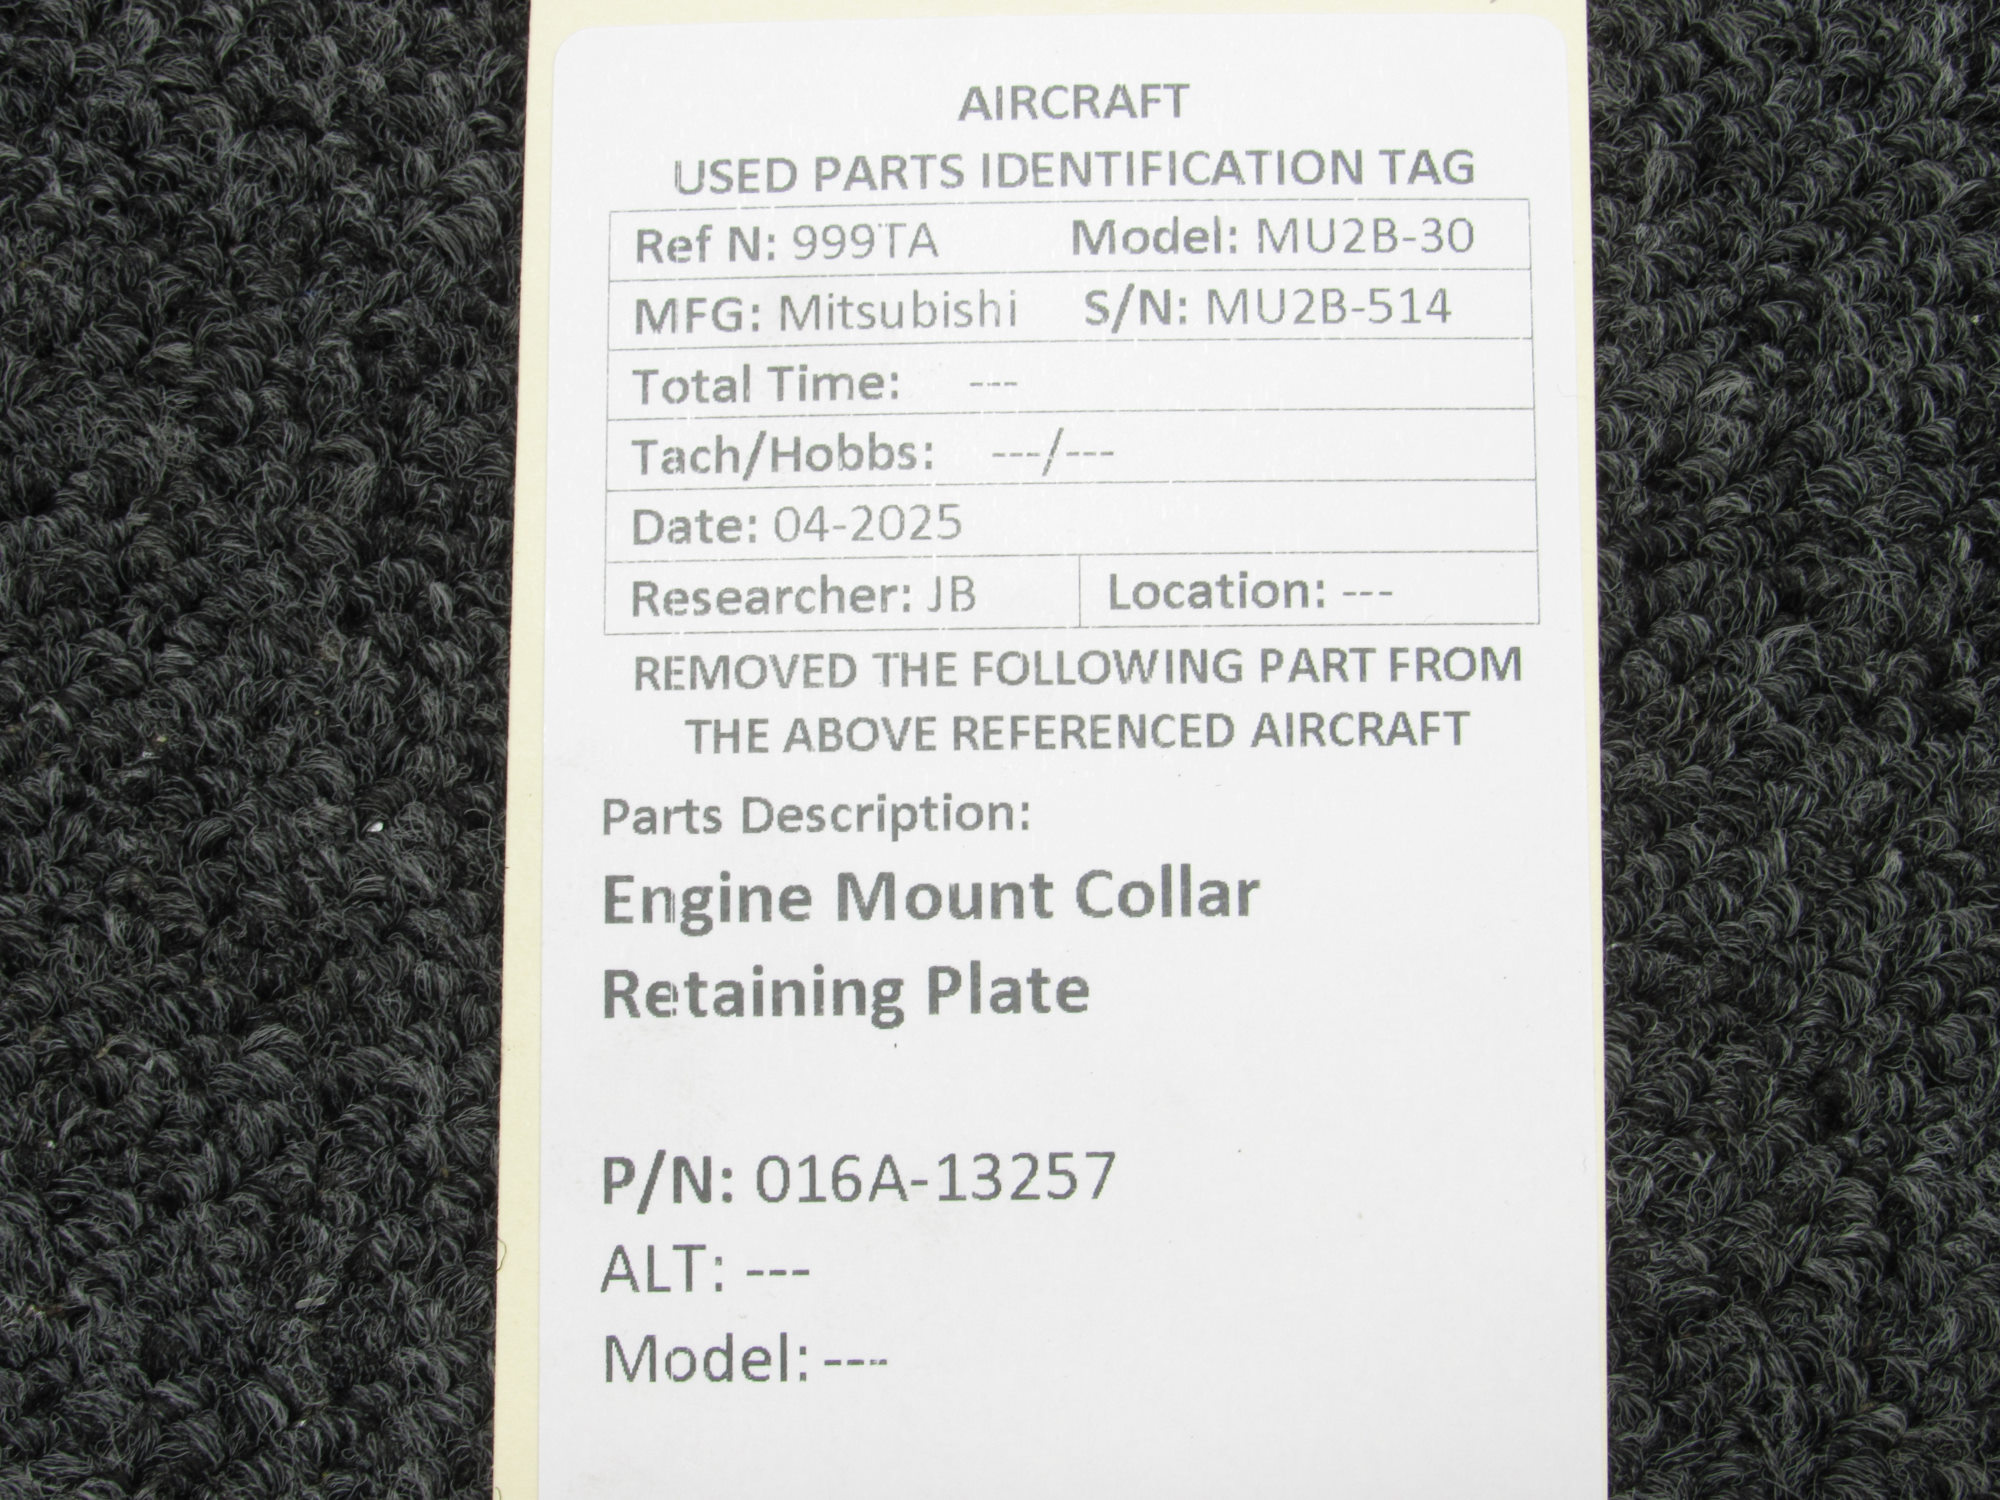 AIRCRAFT
USED PARTS IDENTIFICATION TAG
Ref N: 999TA Model: MU2B-30
MFG: Mitsubishi S/N: MU2B-514
Total Time: ---
Tach/Hobbs: ---/---
Date: 04-2025
Researcher: JB Location: ---
REMOVED THE FOLLOWING PART FROM
THE ABOVE REFERENCED AIRCRAFT
Parts Description:
Engine Mount Collar
Retaining Plate
P/N: 016A-13257
ALT: ---
Model: ---